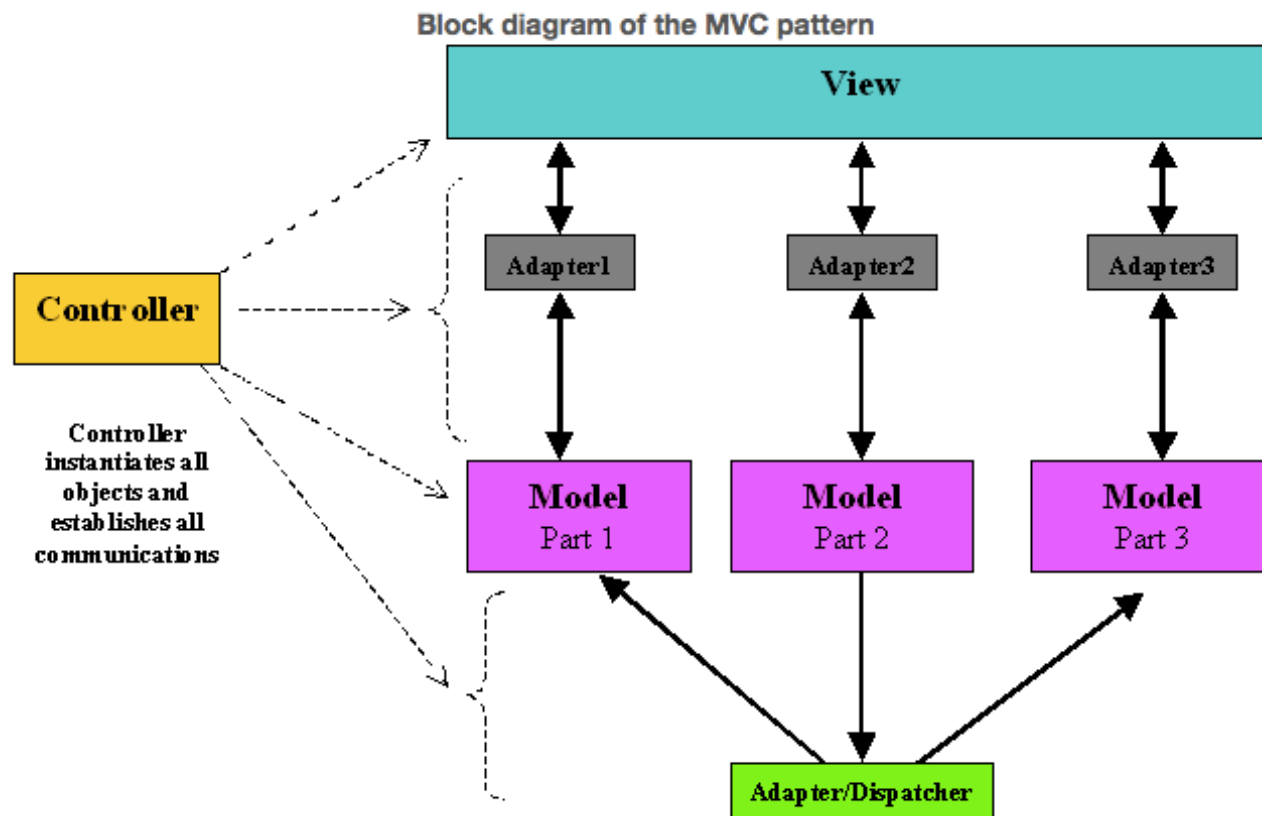 Block diagram of the MVC pattern
View
Adapter1
Adapter2
Adapter3
Controller
Controller
instantiates all
objects and
establishes all
communications
Model
Part 1
Model
Part 2
Model
Part 3
Adapter/Dispatcher